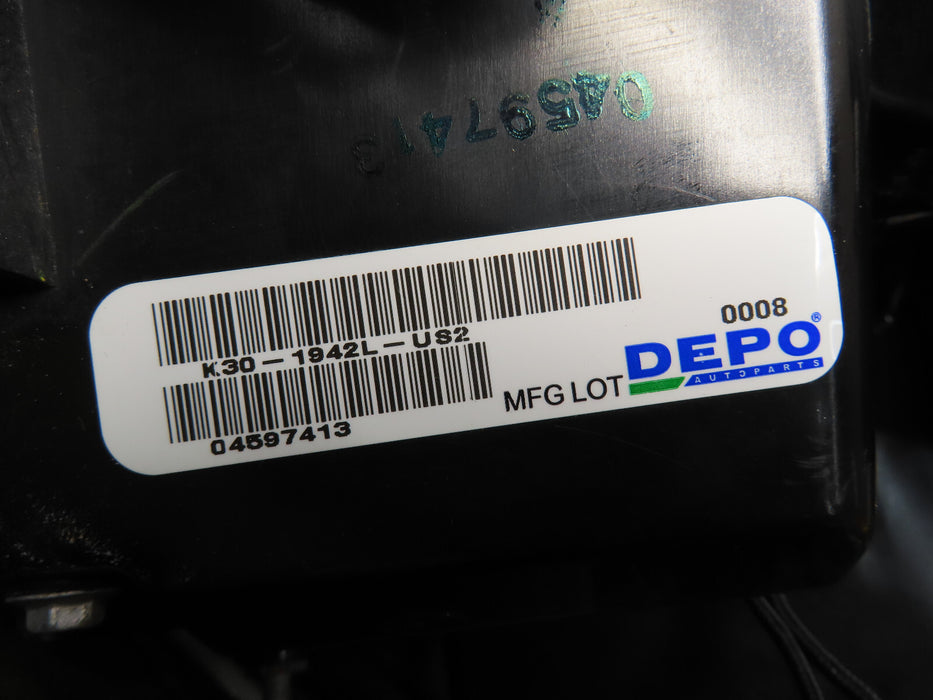 04597413
K30-1942L-US2
04597413
MFG LOT
0008
DEPO®
AUTOPARTS